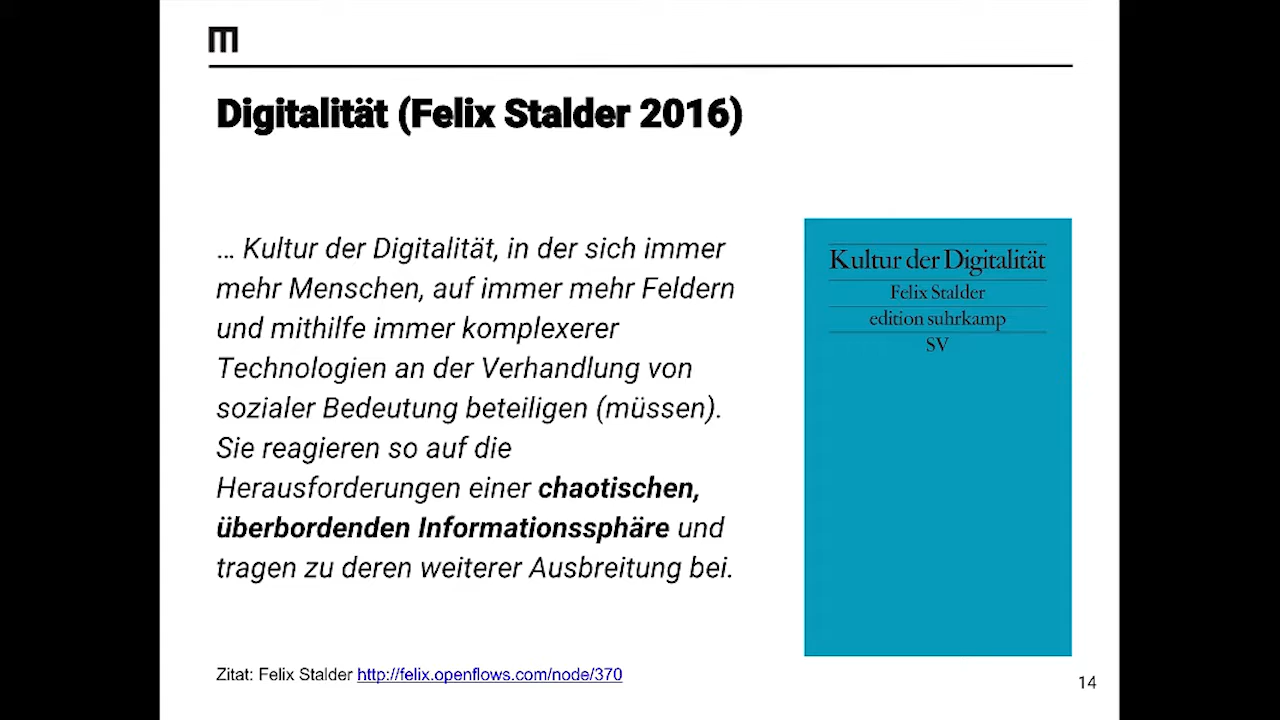 m
Digitalität (Felix Stalder 2016)
… Kultur der Digitalität, in der sich immer
mehr Menschen, auf immer mehr Feldern
und mithilfe immer komplexerer
Technologien an der Verhandlung von
sozialer Bedeutung beteiligen (müssen).
Sie reagieren so auf die
Herausforderungen einer chaotischen,
überbordenden Informationssphäre und
tragen zu deren weiterer Ausbreitung bei.
Kultur der Digitalität
Felix Stalder
edition suhrkamp
SV
Zitat: Felix Stalder http://felix.openflows.com/node/370
14